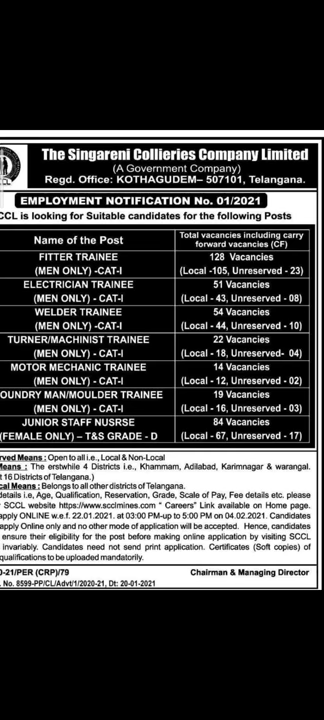 The Singareni Collieries Company Limited
(A Government Company)
Regd. Office: KOTHAGUDEM– 507101, Telangana.
EMPLOYMENT NOTIFICATION No. 01/2021
CCL is looking for Suitable candidates for the following Posts
Name of the Post
Total vacancies including carry
forward vacancies (CF)
FITTER TRAINEE
(MEN ONLY) -CAT-I
128 Vacancies
(Local -105, Unreserved - 23)
ELECTRICIAN TRAINEE
(MEN ONLY) - CAT-I
51 Vacancies
(Local - 43, Unreserved - 08)
WELDER TRAINEE
(MEN ONLY) - CAT-I
54 Vacancies
(Local - 44, Unreserved - 10)
TURNER/MACHINIST TRAINEE
(MEN ONLY) - CAT-I
22 Vacancies
(Local - 18, Unreserved- 04)
MOTOR MECHANIC TRAINEE
(MEN ONLY) - CAT-I
14 Vacancies
(Local - 12, Unreserved - 02)
OUNDRY MAN/MOULDER TRAINEE
(MEN ONLY) - CAT-I
19 Vacancies
(Local - 16, Unreserved - 03)
JUNIOR STAFF NUSRSE
(FEMALE ONLY) – T&S GRADE - D
84 Vacancies
(Local - 67, Unreserved - 17)
rved Means : Open to all i.e., Local & Non-Local
Means : The erstwhile 4 Districts i.e., Khammam, Adilabad, Karimnagar & warangal.
t 16 Districts of Telangana.)
cal Means : Belongs to all other districts of Telangana.
details i.e, Age, Qualification, Reservation, Grade, Scale of Pay, Fee details etc. please
SCCL website https://www.scclmines.com " Careers" Link available on Home page.
apply ONLINE w.e.f. 22.01.2021. at 03:00 PM-up to 5:00 PM on 04.02.2021. Candidates
apply Online only and no other mode of application will be accepted. Hence, candidates
ensure their eligibility for the post before making online application by visiting SCCL
invariably. Candidates need not send print application. Certificates (Soft copies) of
qualifications to be uploaded mandatorily.
0-21/PER (CRP)/79
Chairman & Managing Director
. No. 8599-PP/CL/Advt/1/2020-21, Dt: 20-01-2021